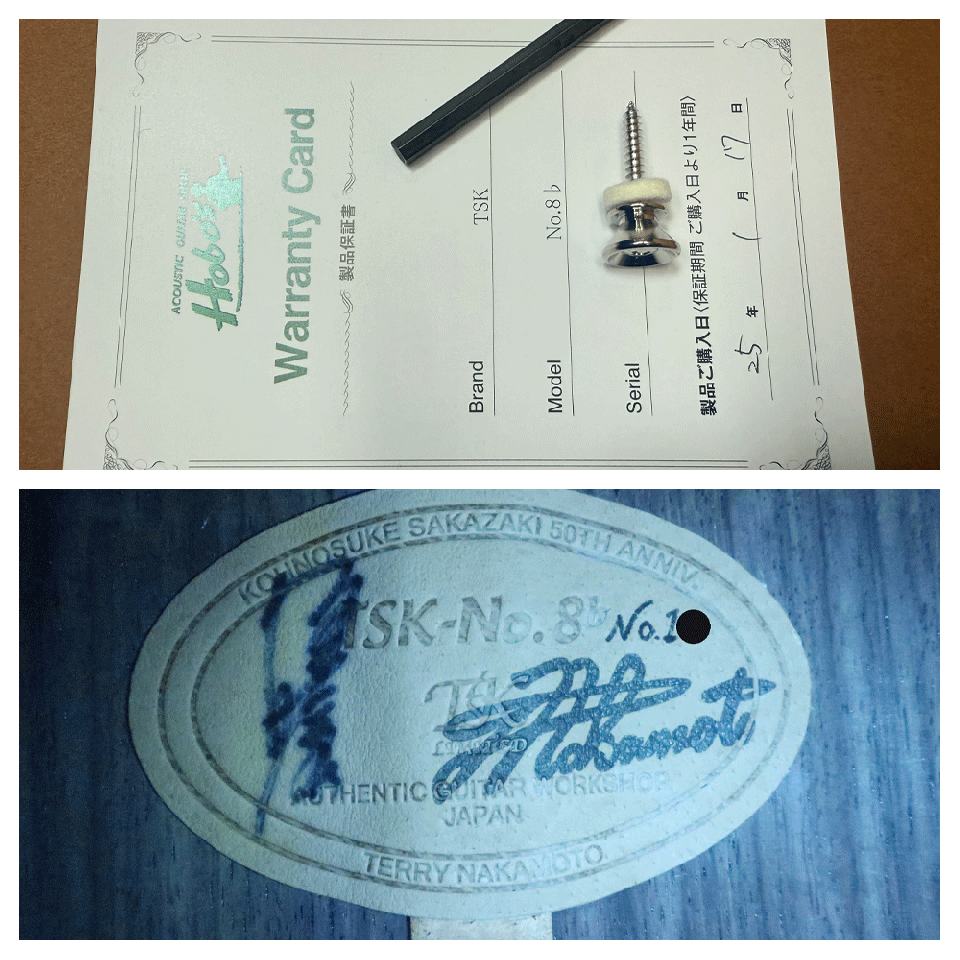 ACOUSTIC GUITAR SHOP
Hobo's
Warranty Card
製品保証書
Brand TSK
Model No.8♭
Serial
製品ご購入日〈保証期間 ご購入日より1年間〉
25 年 1 月 17 日
KOHNOSUKE SAKAZAKI 50TH ANNIV.
TSK-No.8♭ No.1
TSK
LIMITED
AUTHENTIC GUITAR WORKSHOP
JAPAN
TERRY NAKAMOTO